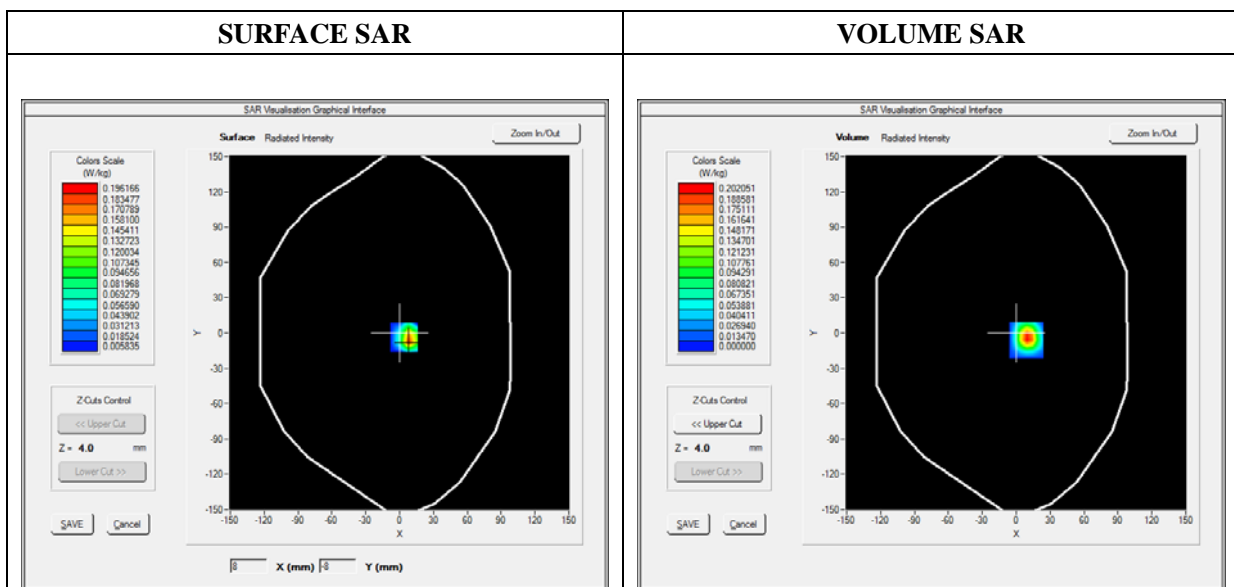 SURFACE SAR
VOLUME SAR
SAR Visualisation Graphical Interface
Surface Radiated Intensity
Zoom In/Out
Colors Scale
(W/kg)
0.196166
0.183477
0.170789
0.158100
0.145411
0.132723
0.120034
0.107345
0.094656
0.081968
0.069279
0.056590
0.043902
0.031213
0.018524
0.005835
Z-Cuts Control
<< Upper Cut
Z = 4.0 mm
Lower Cut >>
SAVE Cancel
150
120
90
60
30
0
-30
-60
-90
-120
-150
Y
-150 -120 -90 -60 -30 0 30 60 90 120 150
X
8 X (mm) -8 Y (mm)
SAR Visualisation Graphical Interface
Volume Radiated Intensity
Zoom In/Out
Colors Scale
(W/kg)
0.202051
0.188581
0.175111
0.161641
0.148171
0.134701
0.121231
0.107761
0.094291
0.080821
0.067351
0.053881
0.040411
0.026940
0.013470
0.000000
Z-Cuts Control
<< Upper Cut
Z = 4.0 mm
Lower Cut >>
SAVE Cancel
150
120
90
60
30
0
-30
-60
-90
-120
-150
Y
-150 -120 -90 -60 -30 0 30 60 90 120 150
X